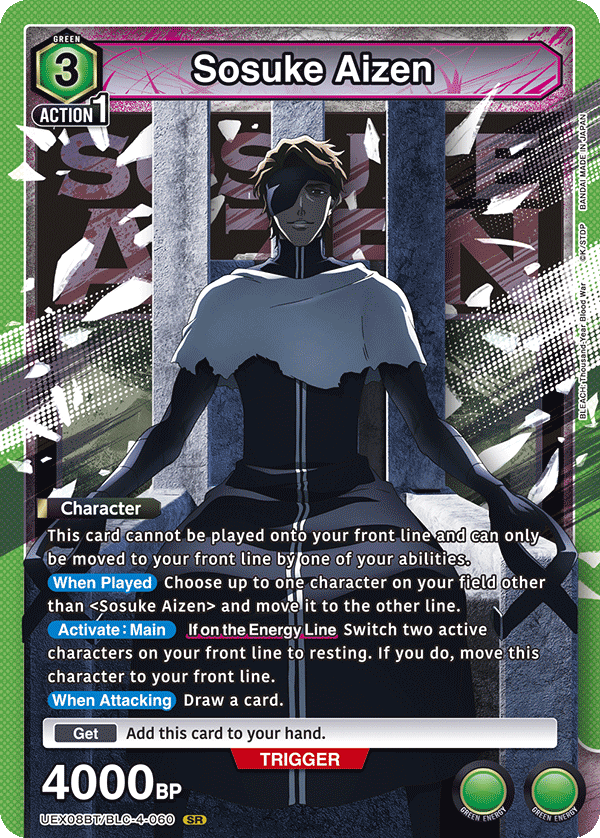 GREEN
3
ACTION 1
Sosuke Aizen
SOSUKE
AIZEN
BLEACH: Thousand-Year Blood War ©K/STDP BANDAI MADE IN JAPAN
Character
This card cannot be played onto your front line and can only
be moved to your front line by one of your abilities.
When Played Choose up to one character on your field other
than <Sosuke Aizen> and move it to the other line.
Activate: Main If on the Energy Line Switch two active
characters on your front line to resting. If you do, move this
character to your front line.
When Attacking Draw a card.
Get Add this card to your hand.
TRIGGER
4000 BP
GREEN ENERGY
GREEN ENERGY
UEX08BT/BLC-4-060 SR